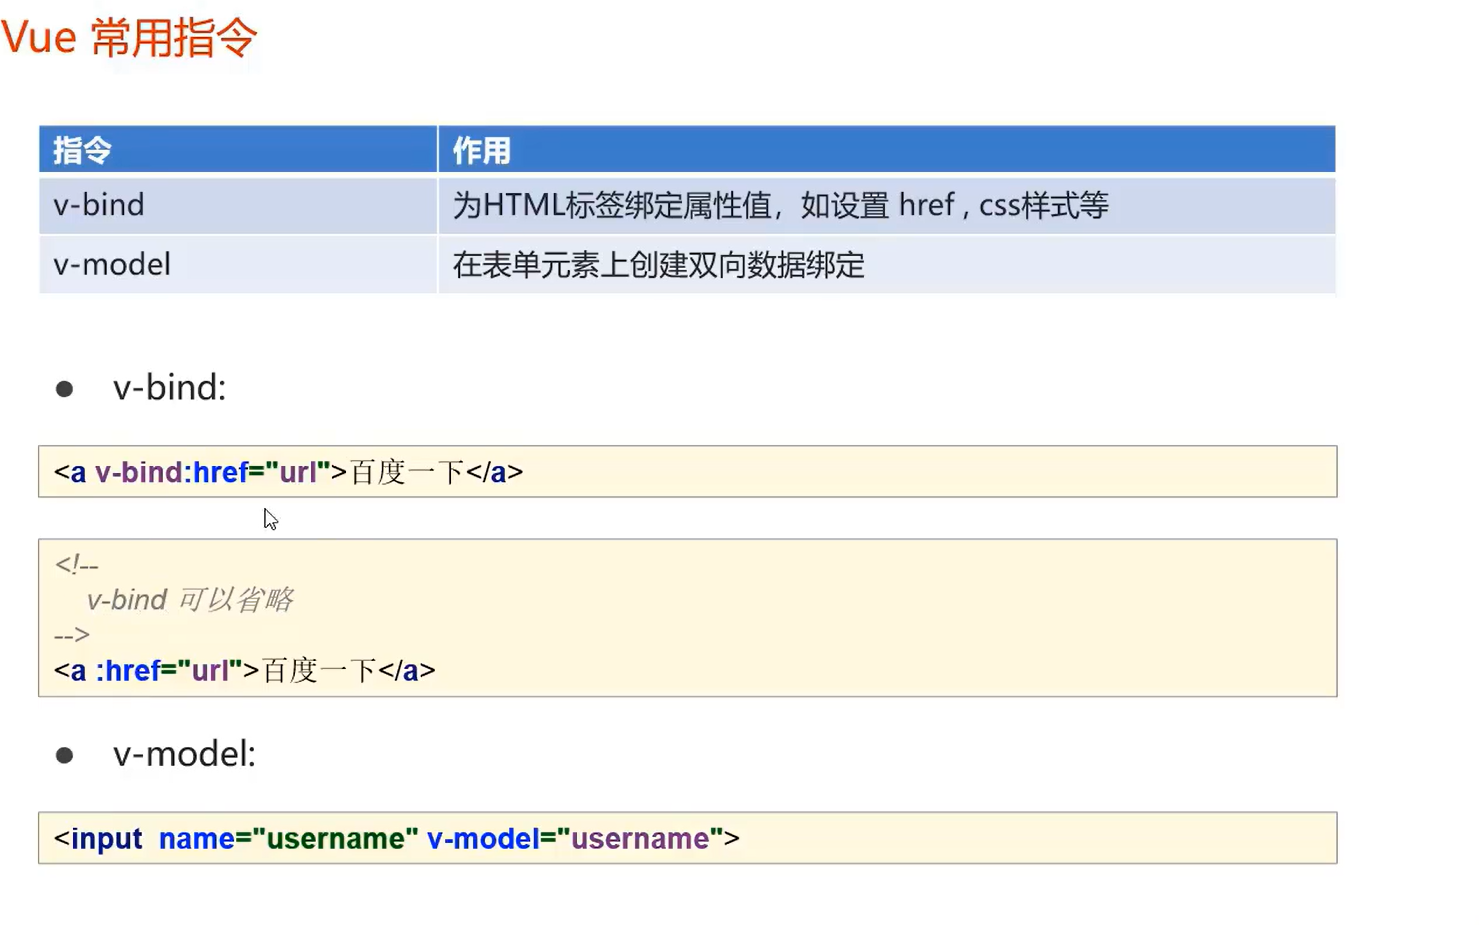 Vue 常用指令
指令 作用
v-bind 为HTML标签绑定属性值，如设置 href , css样式等
v-model 在表单元素上创建双向数据绑定
● v-bind:
<a v-bind:href="url">百度一下</a>
<!--
v-bind 可以省略
-->
<a :href="url">百度一下</a>
● v-model:
<input name="username" v-model="username">